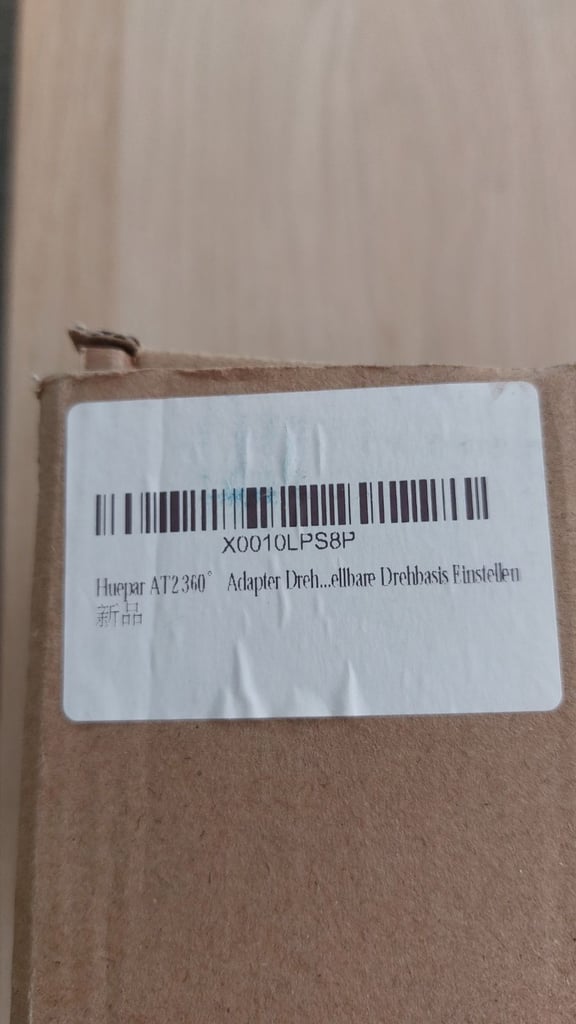 X0010LPS8P
Huepar AT2 360° Adapter Dreh...ellbare Drehbasis Einstellen
新品